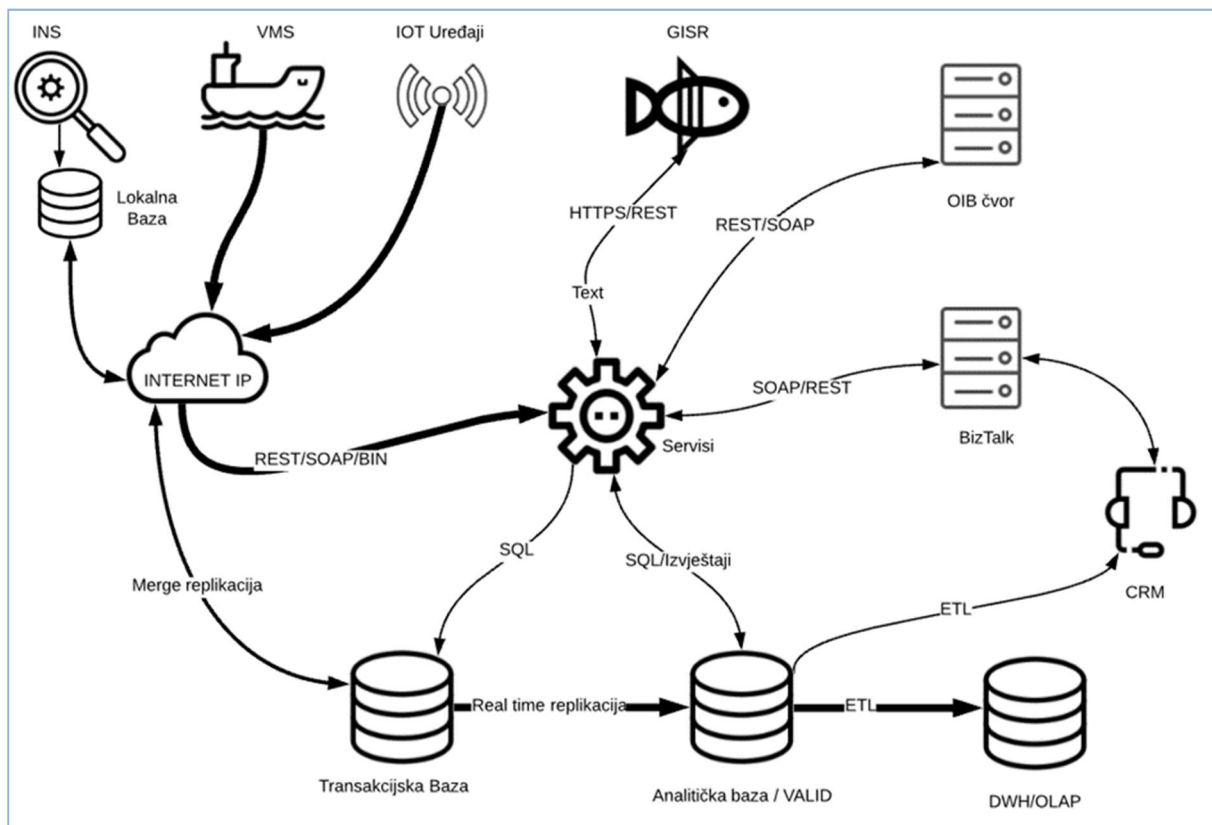 INS
VMS
IOT Uređaji
GISR
Lokalna
Baza
OIB čvor
HTTPS/REST
REST/SOAP
Text
INTERNET IP
SOAP/REST
BizTalk
Servisi
REST/SOAP/BIN
SQL
SQL/Izvještaji
Merge replikacija
CRM
ETL
Real time replikacija
ETL
Transakcijska Baza
Analitička baza / VALID
DWH/OLAP